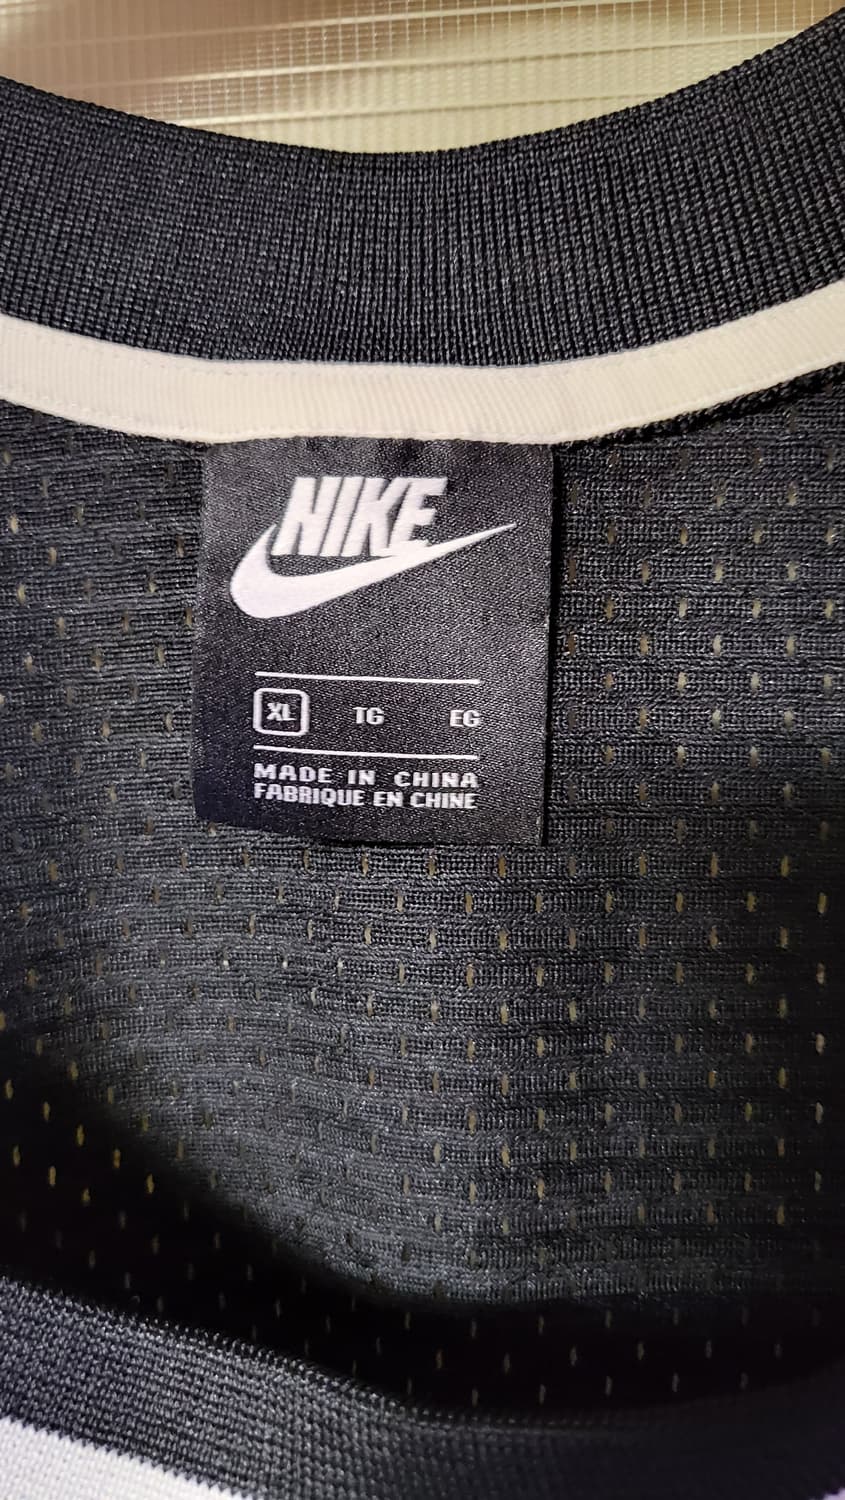 NIKE
XL TG EG
MADE IN CHINA
FABRIQUE EN CHINE